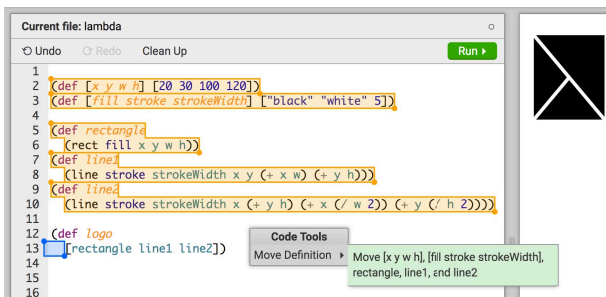 Current file: lambda
Undo Redo Clean Up Run
1
2 (def [x y w h] [20 30 100 120])
3 (def [fill stroke strokeWidth] ["black" "white" 5])
4
5 (def rectangle
6 (rect fill x y w h))
7 (def line1
8 (line stroke strokeWidth x y (+ x w) (+ y h)))
9 (def line2
10 (line stroke strokeWidth x (+ y h) (+ x (/ w 2)) (+ y (/ h 2))))
11
12 (def logo
13 [rectangle line1 line2])
14
15
16
Code Tools
Move Definition
Move [x y w h], [fill stroke strokeWidth],
rectangle, line1, and line2